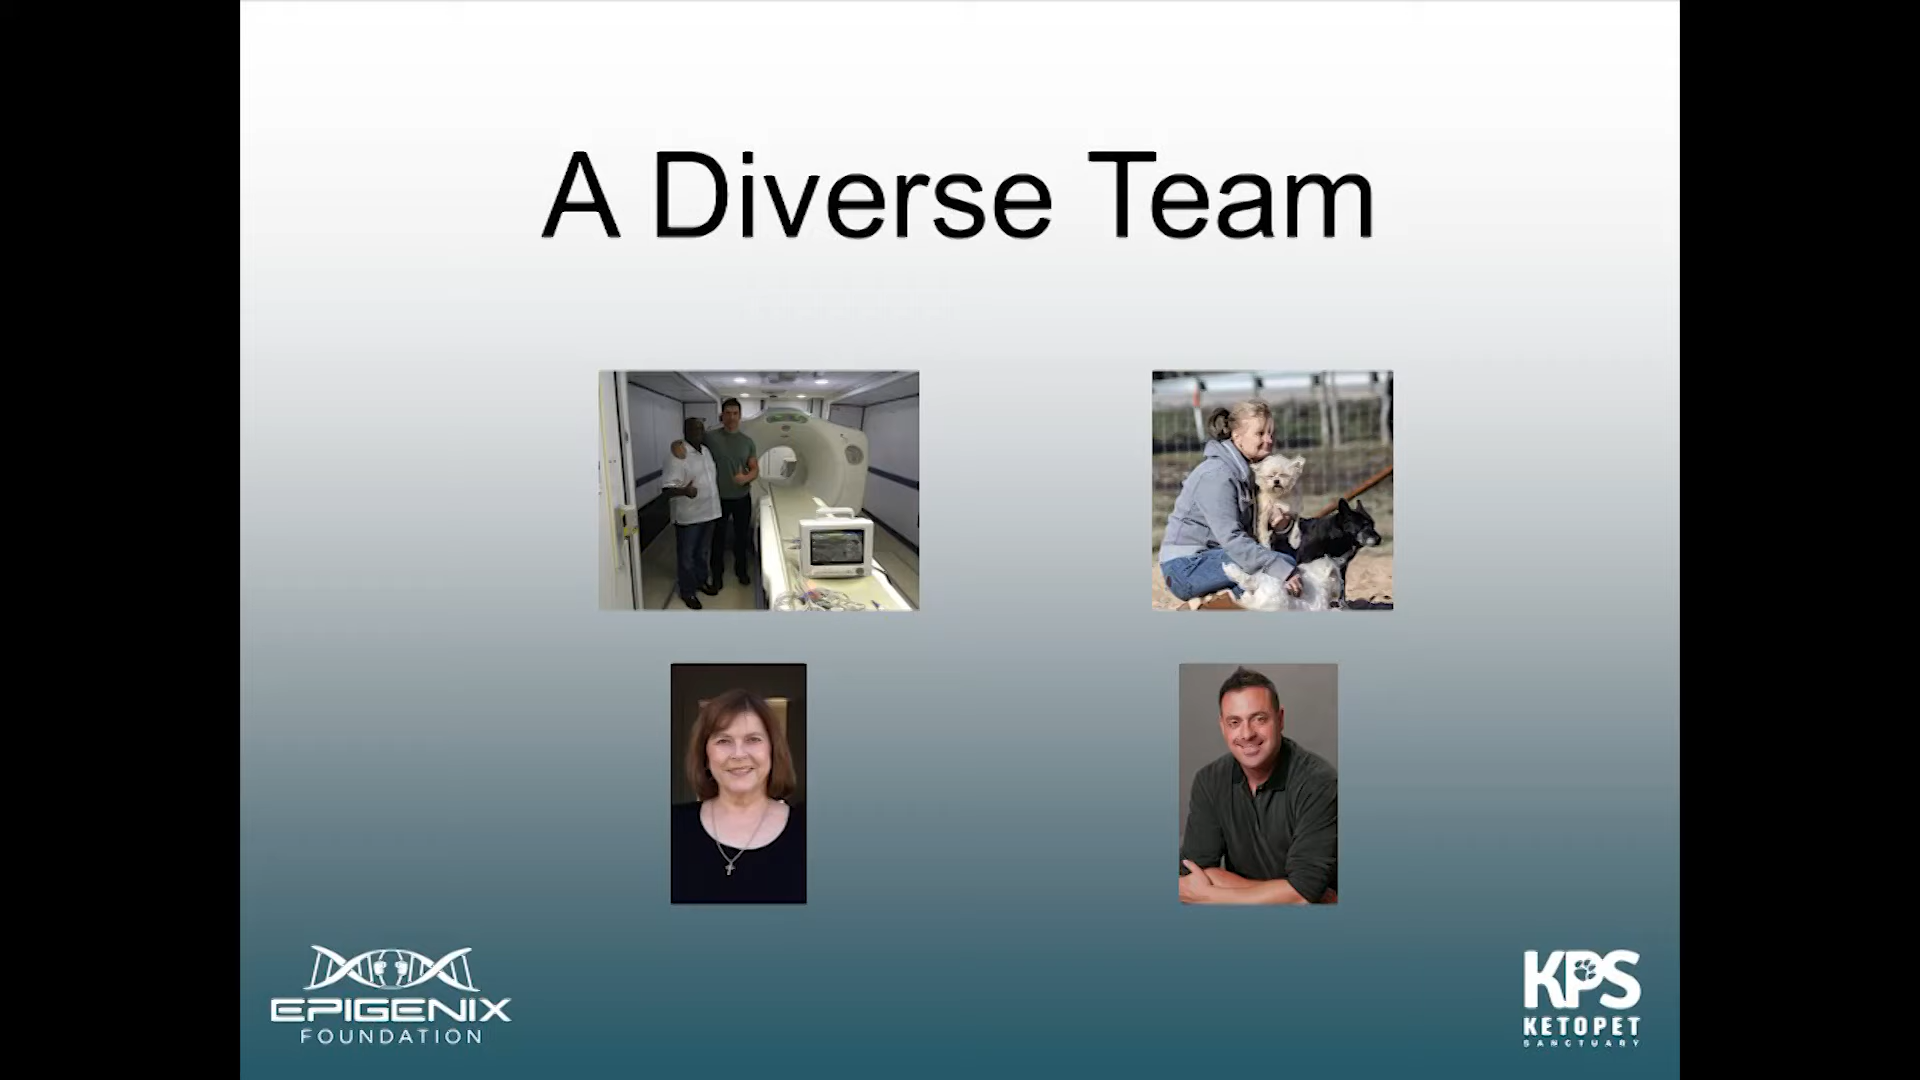 A Diverse Team
EPIGENIX
FOUNDATION
KPS
KETOPET
SANCTUARY